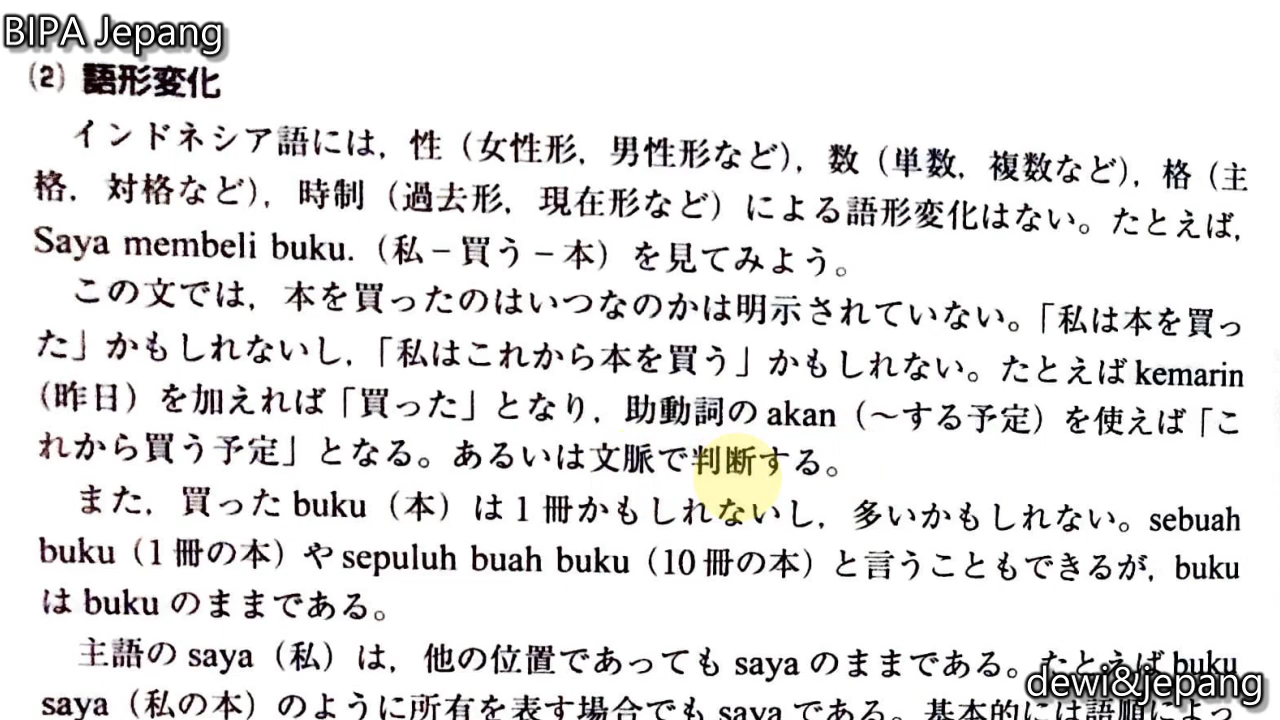 BIPA Jepang
(2) 語形変化
インドネシア語には，性（女性形，男性形など），数（単数，複数など），格（主
格，対格など），時制（過去形，現在形など）による語形変化はない。たとえば，
Saya membeli buku.（私－買う－本）を見てみよう。
この文では，本を買ったのはいつなのかは明示されていない。「私は本を買っ
た」かもしれないし，「私はこれから本を買う」かもしれない。たとえば kemarin
（昨日）を加えれば「買った」となり，助動詞の akan（～する予定）を使えば「こ
れから買う予定」となる。あるいは文脈で判断する。
また，買った buku（本）は 1 冊かもしれないし，多いかもしれない。sebuah
buku（1 冊の本）や sepuluh buah buku（10 冊の本）と言うこともできるが，buku
は buku のままである。
主語の saya（私）は，他の位置であっても saya のままである。たとえば buku
saya（私の本）のように所有を表す場合でも saya である。基本的には語順によっ
dewi&jepang